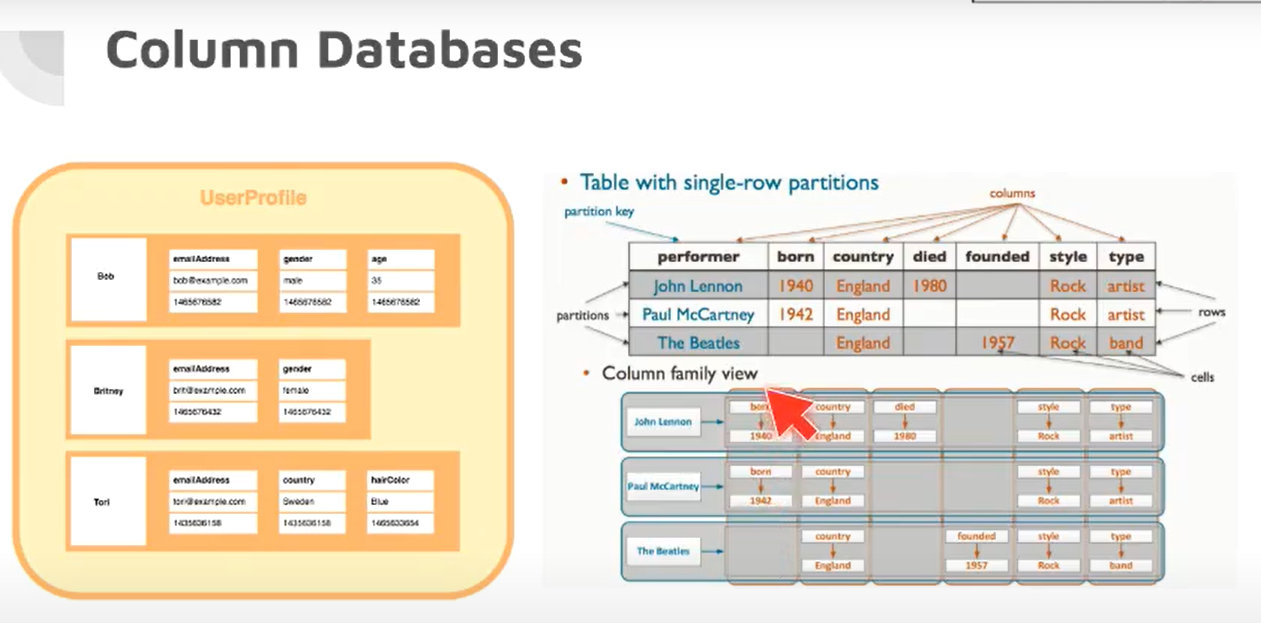 Column Databases
UserProfile
Bob
emailAddress gender age
bob@example.com male 35
1465676582 1465676582 1465676582
Britney
emailAddress gender
brit@example.com female
1465676432 1465676432
Tori
emailAddress country hairColor
tori@example.com Sweden Blue
1435636158 1435636158 1465633654
• Table with single-row partitions
columns
partition key
performer born country died founded style type
John Lennon 1940 England 1980 Rock artist
partitions Paul McCartney 1942 England Rock artist rows
The Beatles England 1957 Rock band
cells
• Column family view
born country died style type
John Lennon
1940 England 1980 Rock artist
born country style type
Paul McCartney
1942 England Rock artist
country founded style type
The Beatles
England 1957 Rock band